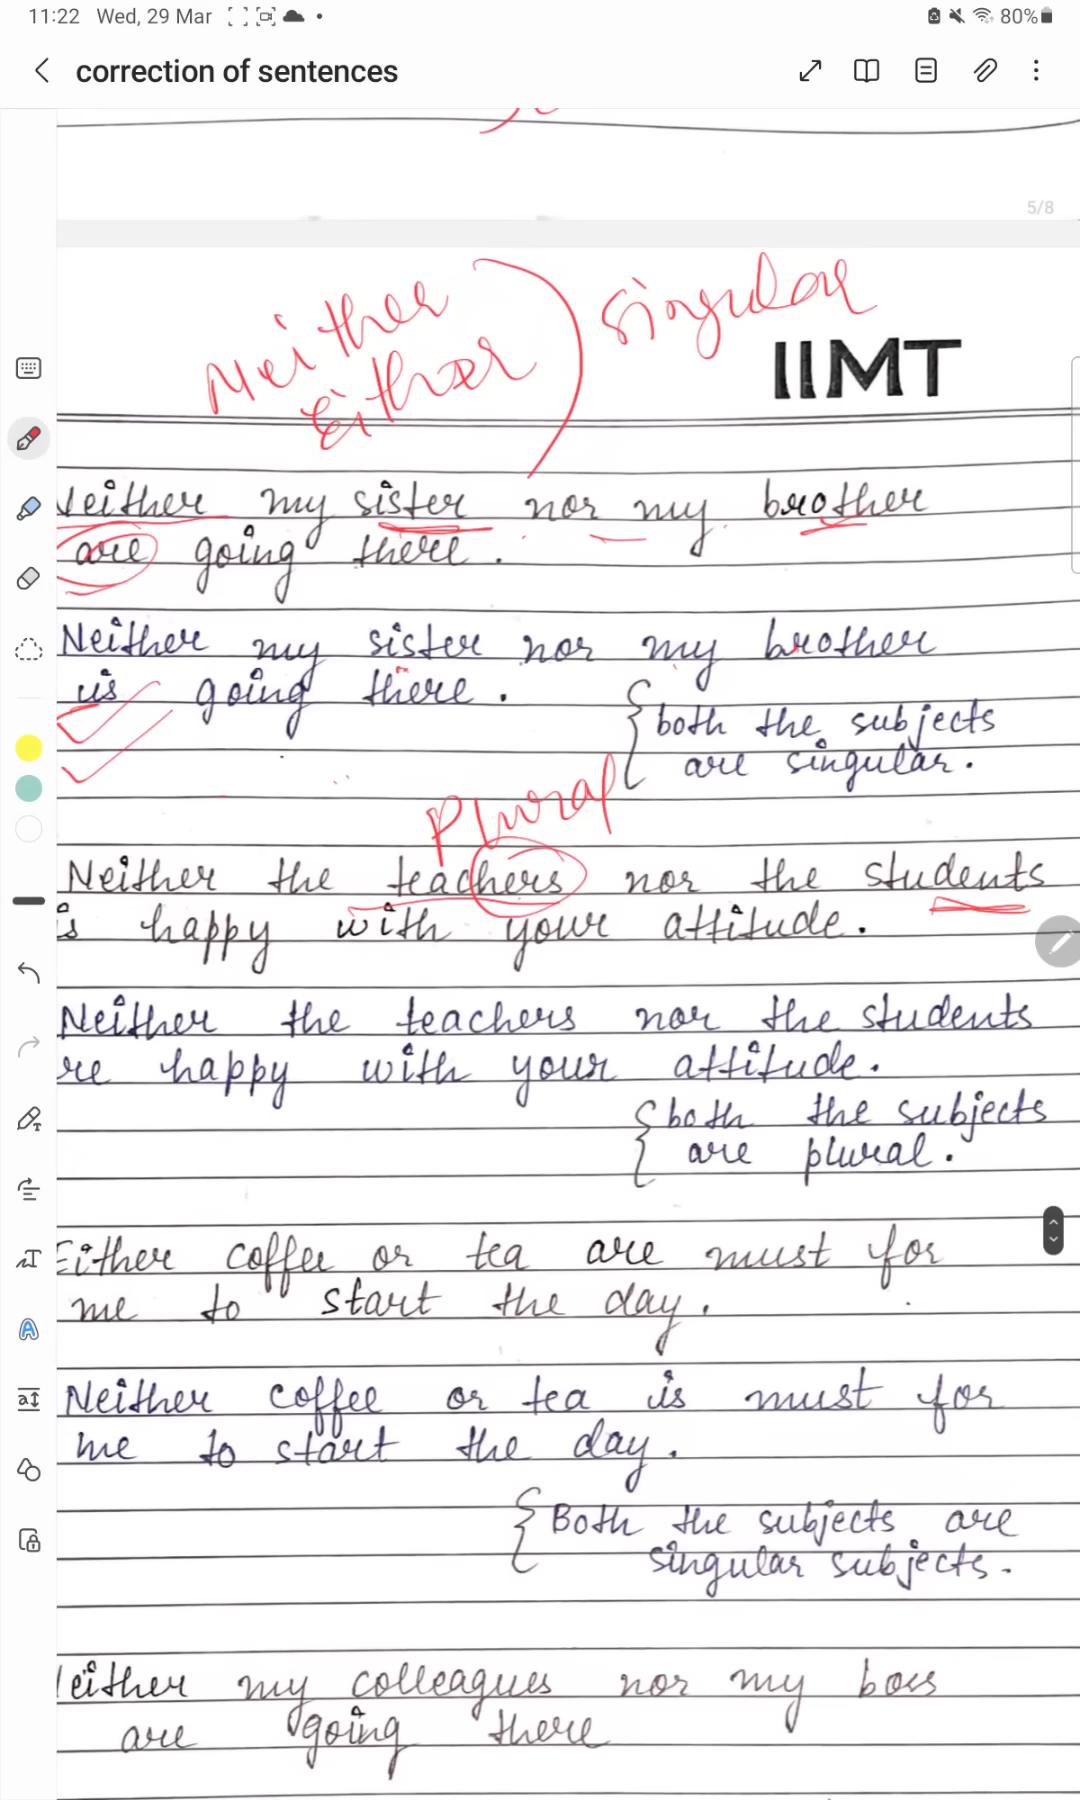 11:22 Wed, 29 Mar
80%
correction of sentences
5/8
Neither
Either
Singular
IIMT
Neither my sister nor my brother
are going there.
Neither my sister nor my brother
is going there.
{both the subjects
are singular.
Plural
Neither the teachers nor the students
is happy with your attitude.
Neither the teachers nor the students
re happy with your attitude.
{both the subjects
are plural.
Either coffee or tea are must for
me to start the day.
Neither coffee or tea is must for
me to start the day.
{Both the subjects are
singular subjects.
either my colleagues nor my boss
are going there